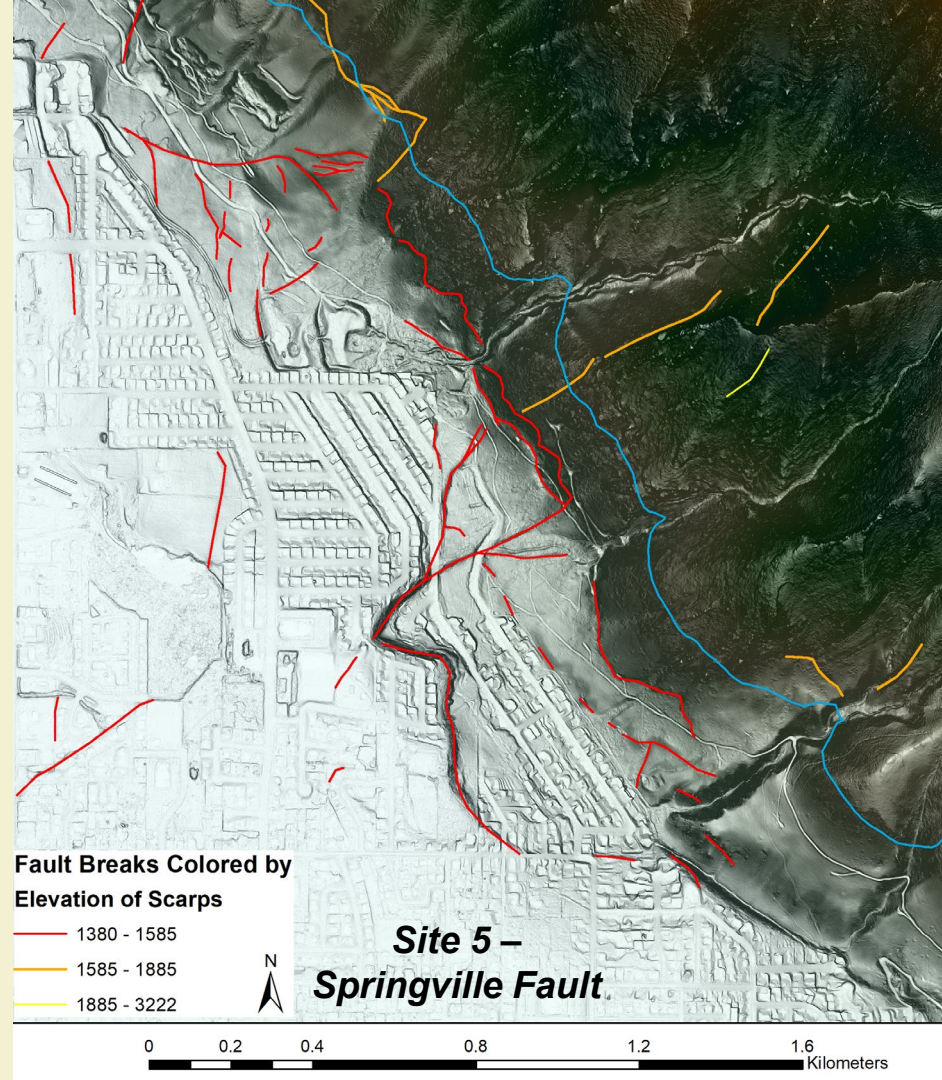 Fault Breaks Colored by
Elevation of Scarps
1380 - 1585
1585 - 1885
1885 - 3222
N
Site 5 –
Springville Fault
0 0.2 0.4 0.8 1.2 1.6
Kilometers